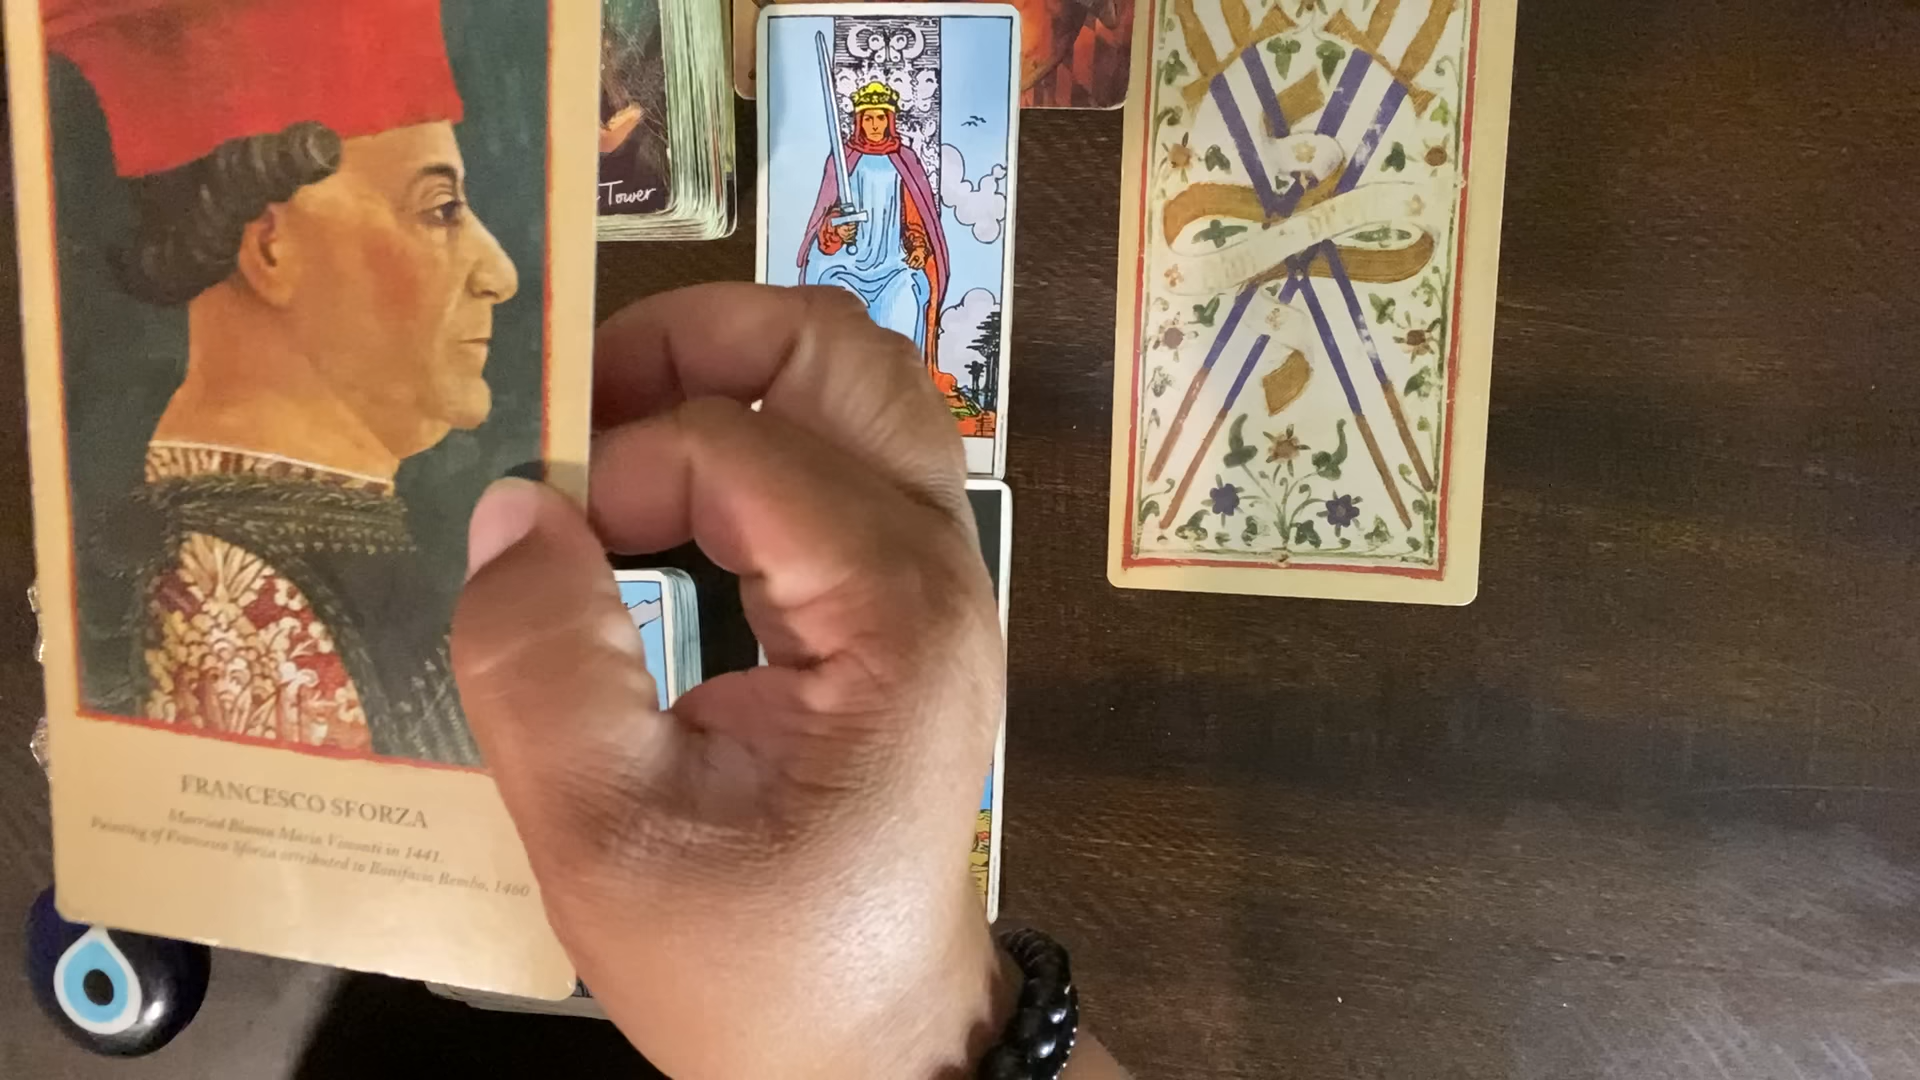 Tower
FRANCESCO SFORZA
Married Bianca Maria Visconti in 1441.
Painting of Francesco Sforza attributed to Bonifacio Bembo, 1460